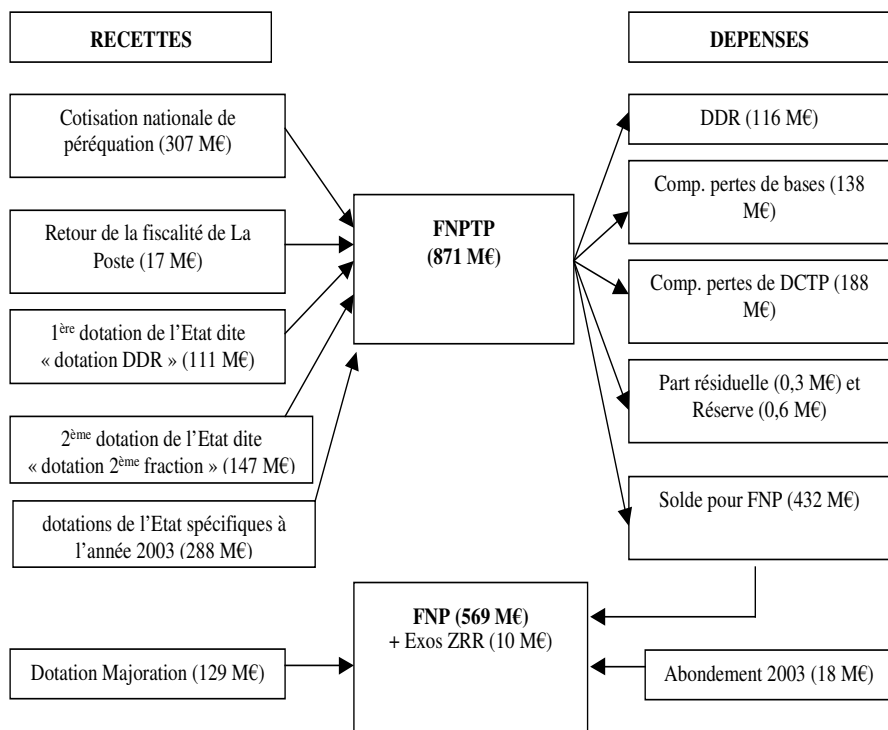 RECETTES
DEPENSES
Cotisation nationale de
péréquation (307 M€)
Retour de la fiscalité de La
Poste (17 M€)
1ère dotation de l’Etat dite
« dotation DDR » (111 M€)
2ème dotation de l’Etat dite
« dotation 2ème fraction » (147 M€)
dotations de l’Etat spécifiques à
l’année 2003 (288 M€)
FNPTP
(871 M€)
DDR (116 M€)
Comp. pertes de bases (138
M€)
Comp. pertes de DCTP (188
M€)
Part résiduelle (0,3 M€) et
Réserve (0,6 M€)
Solde pour FNP (432 M€)
FNP (569 M€)
+ Exos ZRR (10 M€)
Dotation Majoration (129 M€)
Abondement 2003 (18 M€)